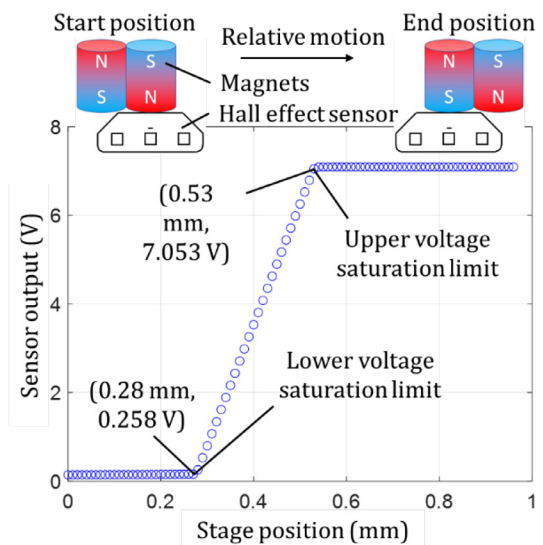 Start position
End position
Relative motion
N
S
S
N
Magnets
Hall effect sensor
N
S
S
N
8
6
4
2
0
Sensor output (V)
(0.53
mm,
7.053 V)
Upper voltage
saturation limit
Lower voltage
saturation limit
(0.28 mm,
0.258 V)
0
0.2
0.4
0.6
0.8
1
Stage position (mm)